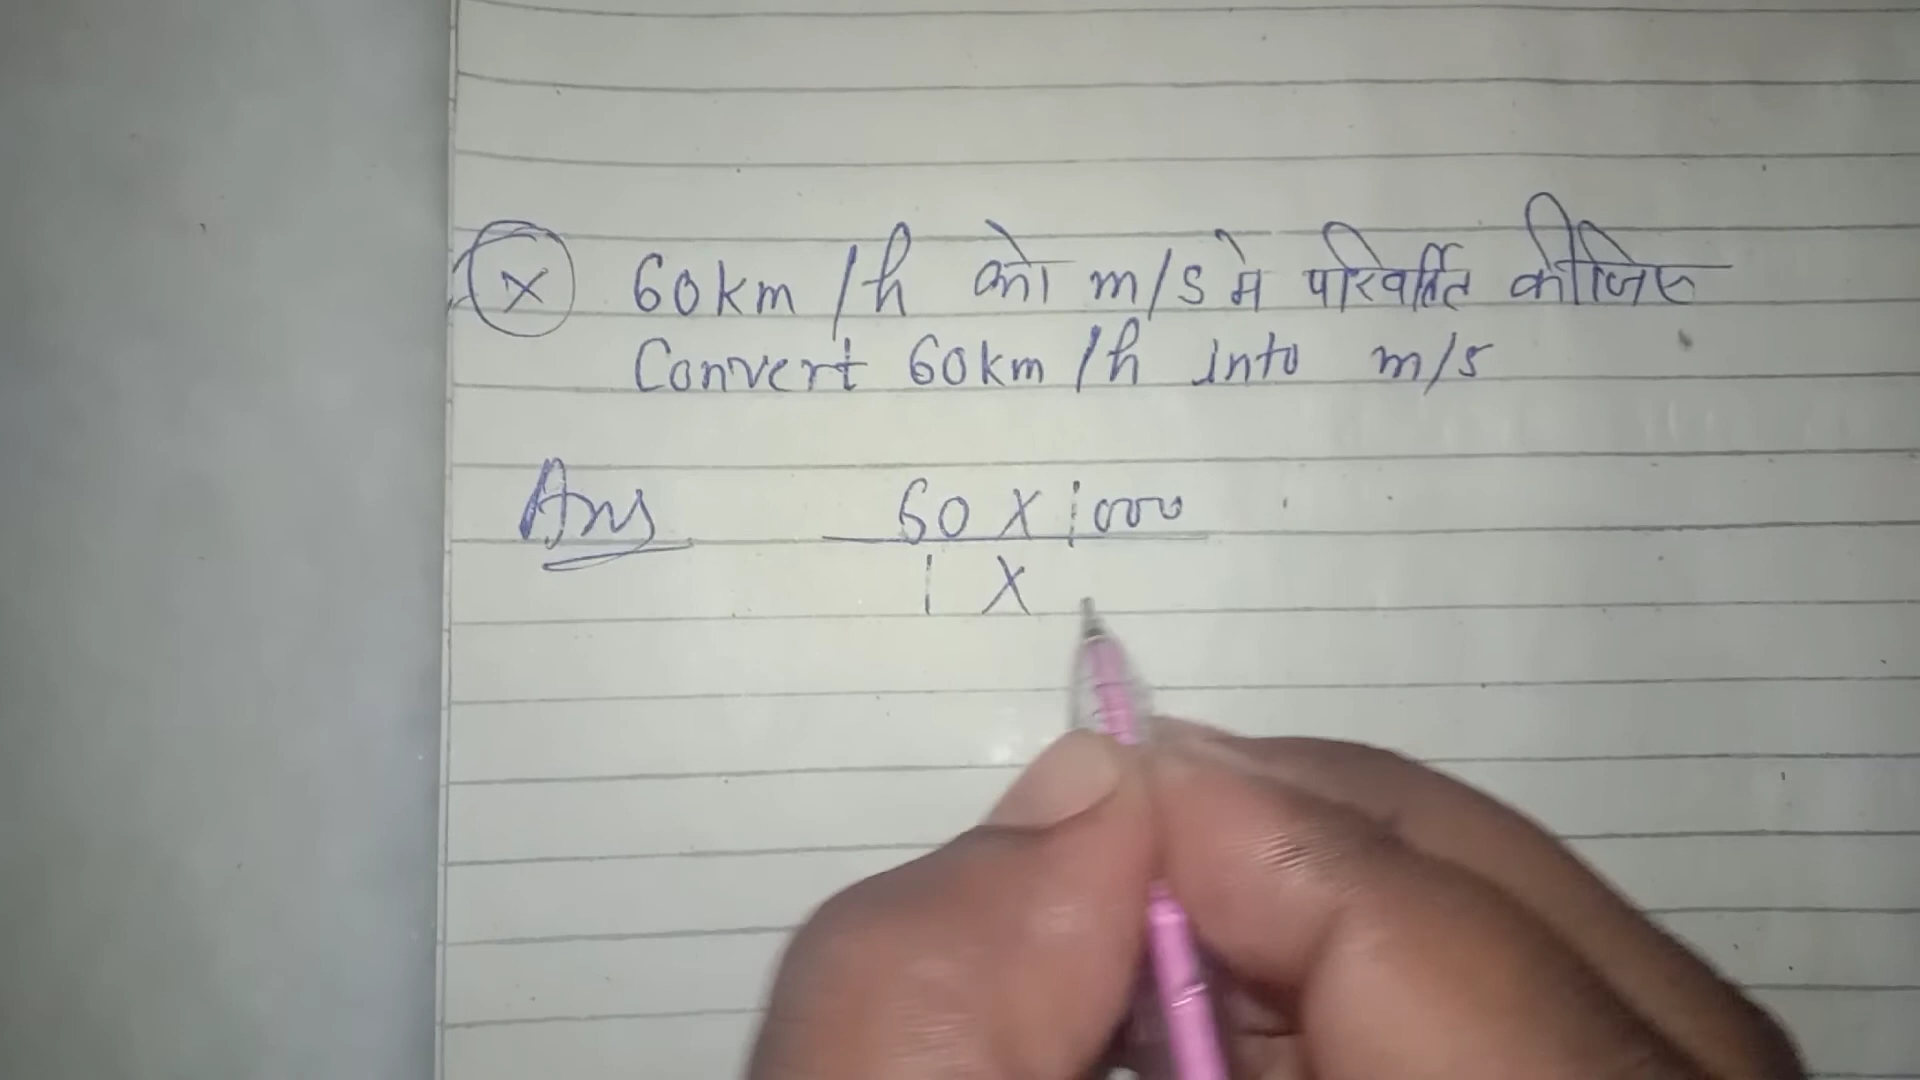 x 60km/h को m/s मे परिवर्तित कीजिए
Convert 60km/h into m/s
Ans 60 x 1000
1 x